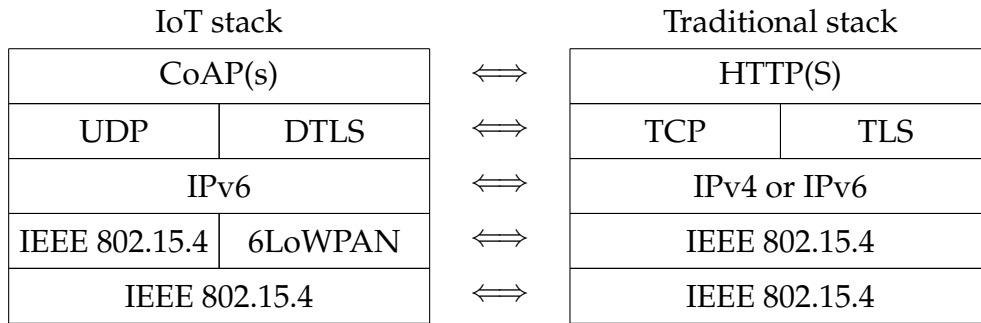 IoT stack Traditional stack
CoAP(s) ⟺ HTTP(S)
UDP DTLS ⟺ TCP TLS
IPv6 ⟺ IPv4 or IPv6
IEEE 802.15.4 6LoWPAN ⟺ IEEE 802.15.4
IEEE 802.15.4 ⟺ IEEE 802.15.4